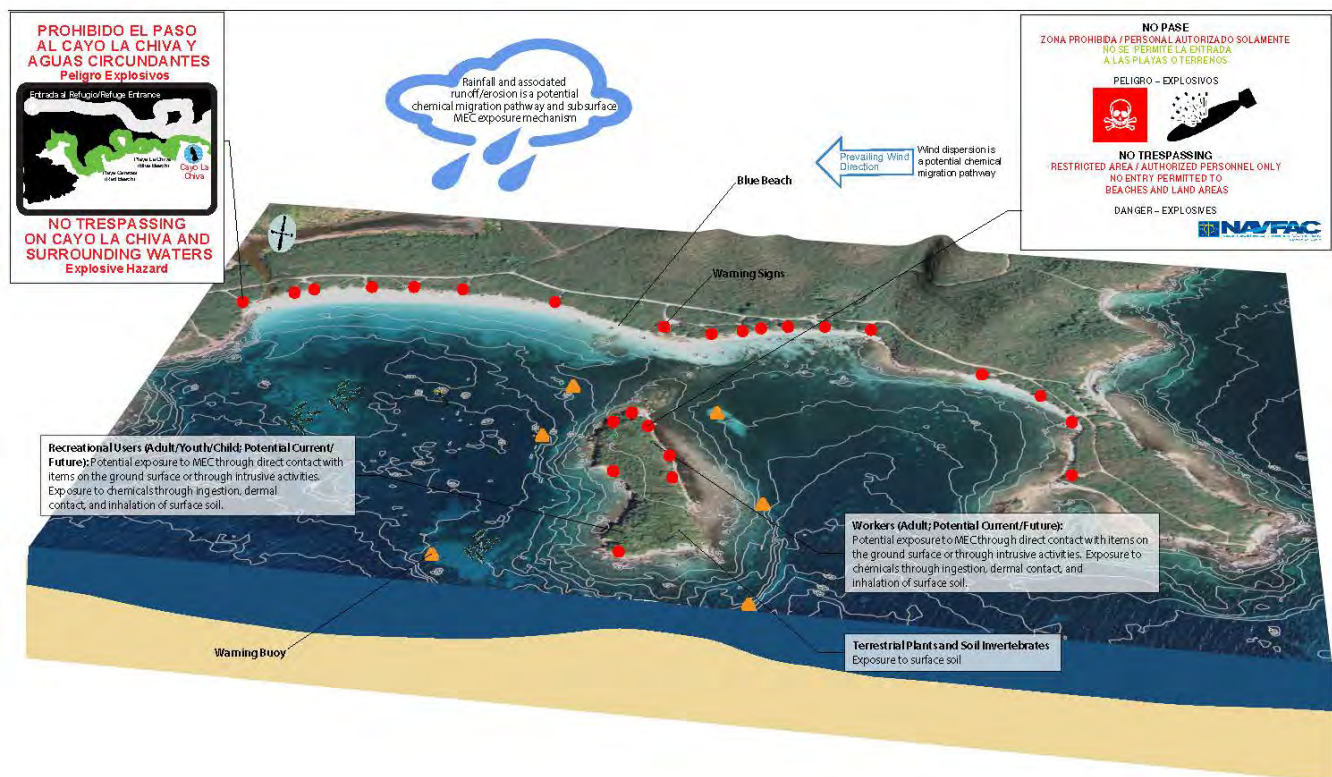 PROHIBIDO EL PASO
AL CAYO LA CHIVA Y
AGUAS CIRCUNDANTES
Peligro Explosivos
Entrada al Refugio/Refuge Entrance
Playa La Chiva
(Blue Beach)
Cayo La
Chiva
(Red Beach)
NO TRESPASSING
ON CAYO LA CHIVA AND
SURROUNDING WATERS
Explosive Hazard
Rainfall and associated
runoff/erosion is a potential
chemical migration pathway and subsurface
MEC exposure mechanism
Prevailing Wind
Direction
Wind dispersion is
a potential chemical
migration pathway
NO PASE
ZONA PROHIBIDA / PERSONAL AUTORIZADO SOLAMENTE
NO SE PERMITE LA ENTRADA
A LAS PLAYAS O TERRENOS
PELIGRO – EXPLOSIVOS
NO TRESPASSING
RESTRICTED AREA / AUTHORIZED PERSONNEL ONLY
NO ENTRY PERMITTED TO
BEACHES AND LAND AREAS
DANGER – EXPLOSIVES
NAVFAC
Blue Beach
Warning Signs
Recreational Users (Adult/Youth/Child; Potential Current/
Future): Potential exposure to MEC through direct contact with
items on the ground surface or through intrusive activities.
Exposure to chemicals through ingestion, dermal
contact, and inhalation of surface soil.
Workers (Adult; Potential Current/Future):
Potential exposure to MEC through direct contact with items on
the ground surface or through intrusive activities. Exposure to
chemicals through ingestion, dermal contact, and
inhalation of surface soil.
Warning Buoy
Terrestrial Plants and Soil Invertebrates
Exposure to surface soil